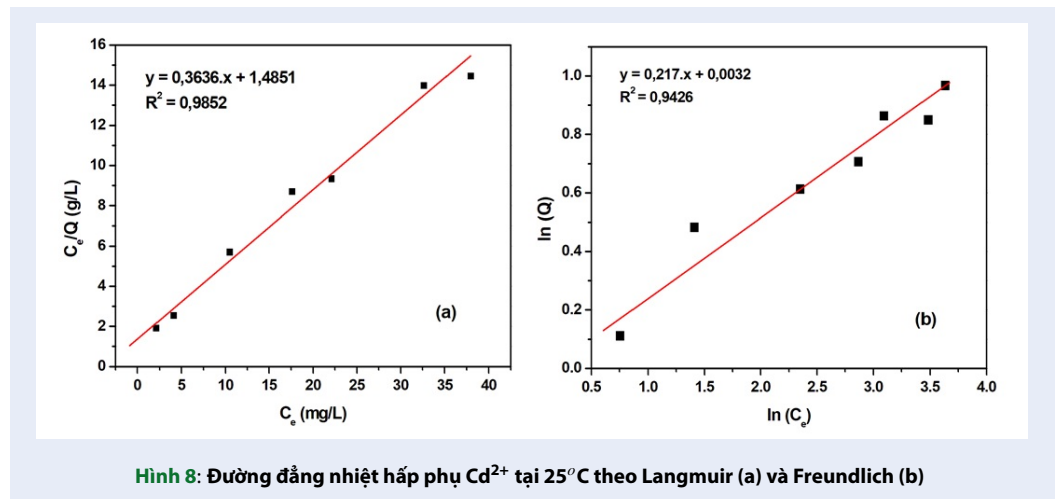 16
14
12
10
8
6
4
2
0
C_e/Q (g/L)
y = 0,3636.x + 1,4851
R² = 0,9852
(a)
0 5 10 15 20 25 30 35 40
C_e (mg/L)
1.0
0.8
0.6
0.4
0.2
0.0
ln (Q)
y = 0,217.x + 0,0032
R² = 0,9426
(b)
0.5 1.0 1.5 2.0 2.5 3.0 3.5 4.0
ln (C_e)
Hình 8: Đường đẳng nhiệt hấp phụ Cd²⁺ tại 25°C theo Langmuir (a) và Freundlich (b)